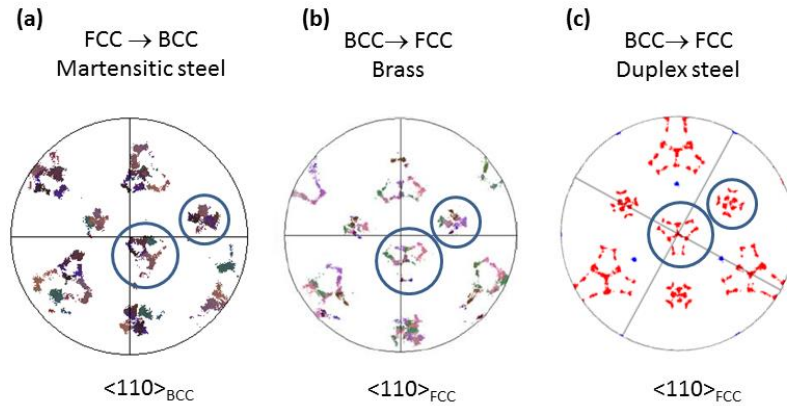 (a)
FCC → BCC
Martensitic steel
(b)
BCC→ FCC
Brass
(c)
BCC→ FCC
Duplex steel
<110>BCC
<110>FCC
<110>FCC